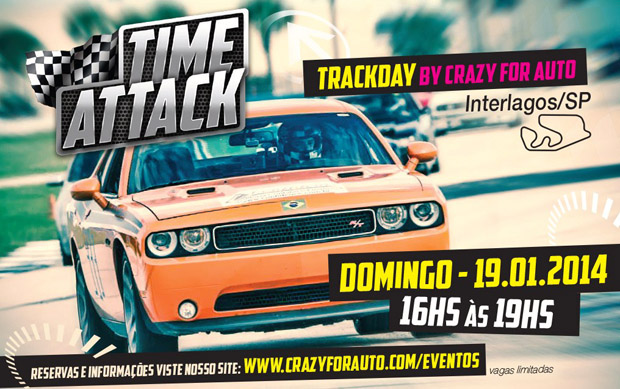 TIME
ATTACK
TRACKDAY BY CRAZY FOR AUTO
Interlagos/SP
R/T
DOMINGO - 19.01.2014
16HS ÀS 19HS
RESERVAS E INFORMAÇÕES VISTE NOSSO SITE: WWW.CRAZYFORAUTO.COM/EVENTOS
vagas limitadas